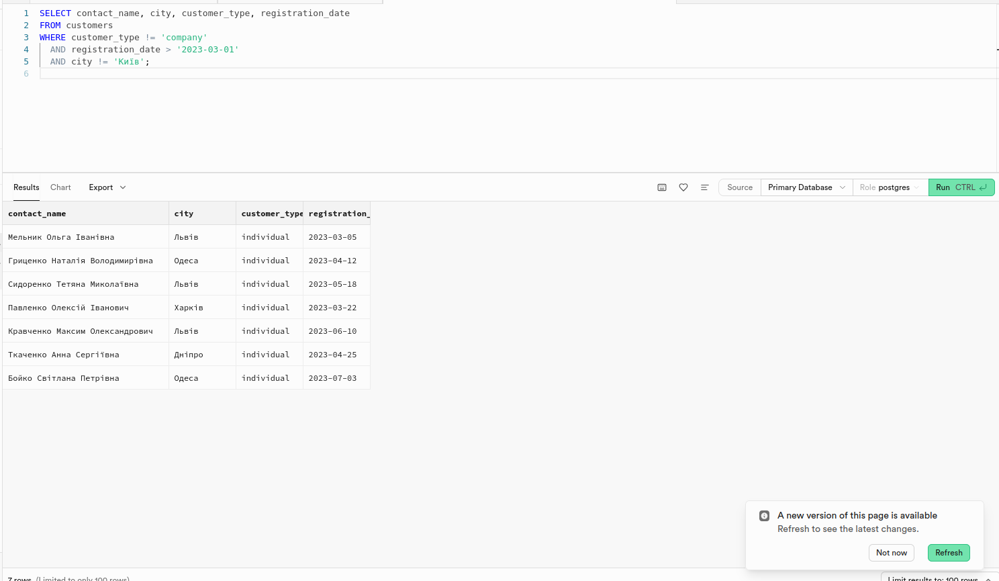 1 SELECT contact_name, city, customer_type, registration_date
2 FROM customers
3 WHERE customer_type != 'company'
4 AND registration_date > '2023-03-01'
5 AND city != 'Київ';
6
Results Chart Export Source Primary Database Role postgres Run CTRL
contact_name city customer_type registration_
Мельник Ольга Іванівна Львів individual 2023-03-05
Гриценко Наталія Володимирівна Одеса individual 2023-04-12
Сидоренко Тетяна Миколаївна Львів individual 2023-05-18
Павленко Олексій Іванович Харків individual 2023-03-22
Кравченко Максим Олександрович Львів individual 2023-06-10
Ткаченко Анна Сергіївна Дніпро individual 2023-04-25
Бойко Світлана Петрівна Одеса individual 2023-07-03
A new version of this page is available
Refresh to see the latest changes.
Not now Refresh
7 rows (Limited to only 100 rows) Limit results to: 100 rows